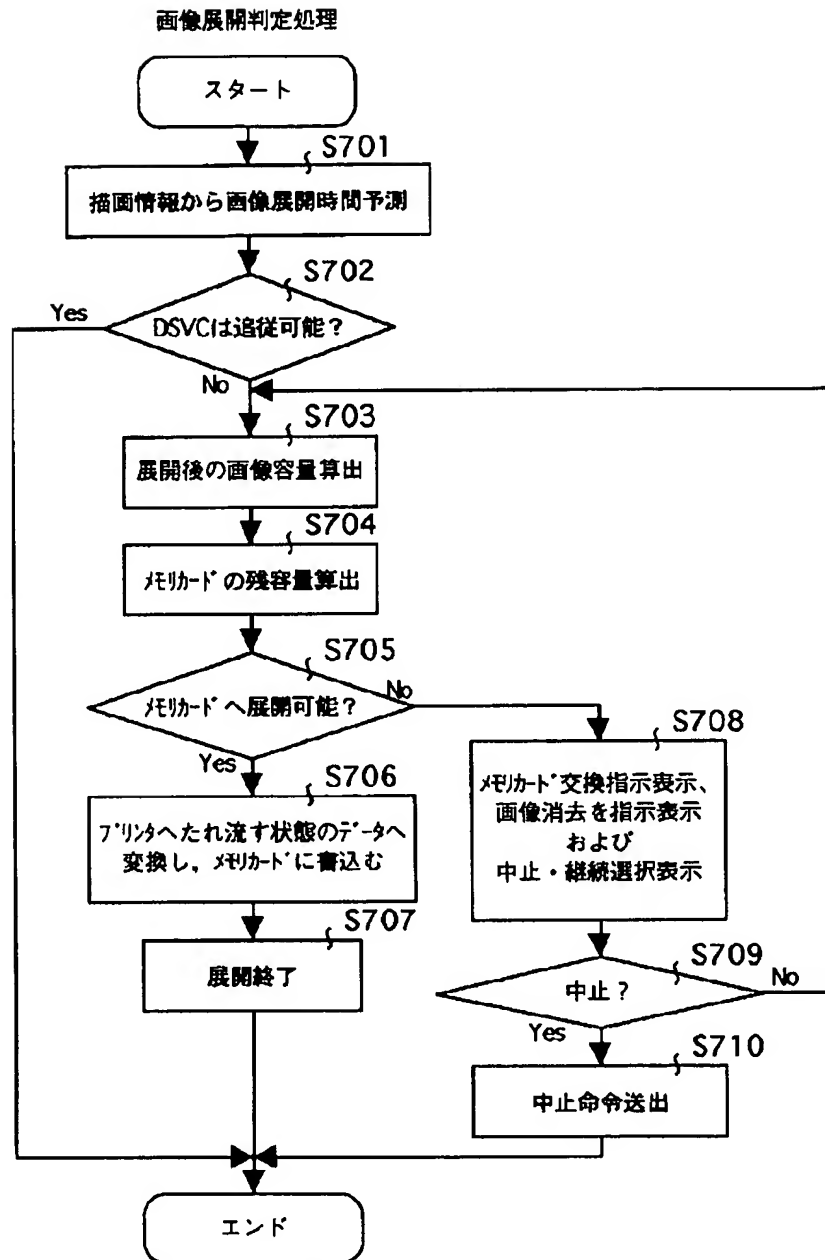 画像展開判定処理
スタート
S701
描画情報から画像展開時間予測
S702
Yes
DSVCは追従可能？
No
S703
展開後の画像容量算出
S704
ﾒﾓﾘｶｰﾄﾞの残容量算出
S705
ﾒﾓﾘｶｰﾄﾞへ展開可能？
No
Yes
S706
ﾌﾟﾘﾝﾀへたれ流す状態のﾃﾞｰﾀへ
変換し，ﾒﾓﾘｶｰﾄﾞに書込む
S707
展開終了
S708
ﾒﾓﾘｶｰﾄﾞ交換指示表示、
画像消去を指示表示
および
中止・継続選択表示
S709
中止？
No
Yes
S710
中止命令送出
エンド